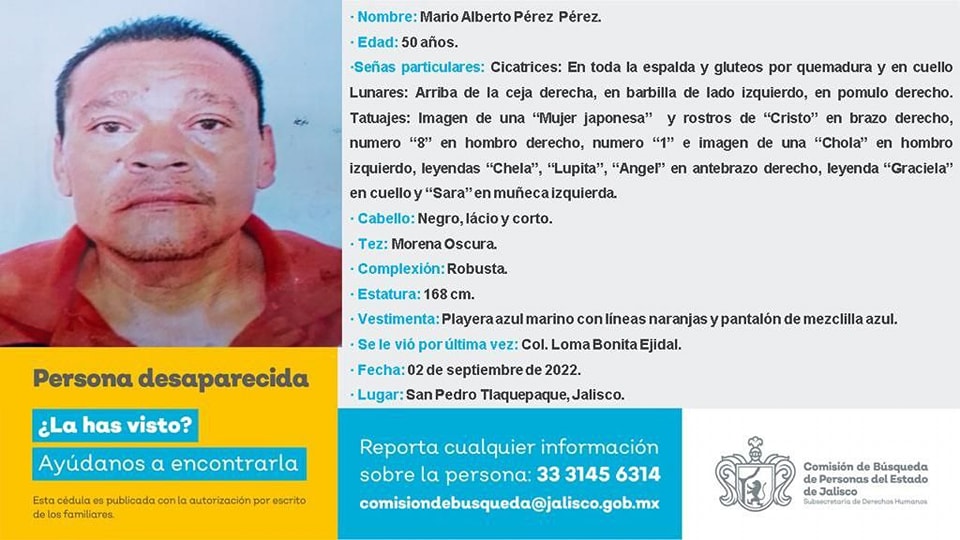 · Nombre: Mario Alberto Pérez Pérez.
· Edad: 50 años.
·Señas particulares: Cicatrices: En toda la espalda y gluteos por quemadura y en cuello
Lunares: Arriba de la ceja derecha, en barbilla de lado izquierdo, en pomulo derecho.
Tatuajes: Imagen de una “Mujer japonesa” y rostros de “Cristo” en brazo derecho,
numero “8” en hombro derecho, numero “1” e imagen de una “Chola” en hombro
izquierdo, leyendas “Chela”, “Lupita”, “Angel” en antebrazo derecho, leyenda “Graciela”
en cuello y “Sara” en muñeca izquierda.
· Cabello: Negro, lácio y corto.
· Tez: Morena Oscura.
· Complexión: Robusta.
· Estatura: 168 cm.
· Vestimenta: Playera azul marino con líneas naranjas y pantalón de mezclilla azul.
· Se le vió por última vez: Col. Loma Bonita Ejidal.
· Fecha: 02 de septiembre de 2022.
· Lugar: San Pedro Tlaquepaque, Jalisco.
Persona desaparecida
¿La has visto?
Ayúdanos a encontrarla
Esta cédula es publicada con la autorización por escrito
de los familiares.
Reporta cualquier información
sobre la persona: 33 3145 6314
comisiondebusqueda@jalisco.gob.mx
Comisión de Búsqueda
de Personas del Estado
de Jalisco
Subsecretaría de Derechos Humanos